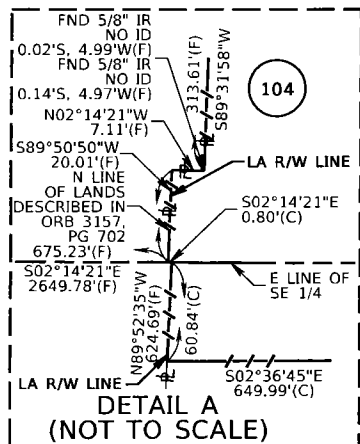 FND 5/8" IR
NO ID
0.02'S, 4.99'W(F)
FND 5/8" IR
NO ID
0.14'S, 4.97'W(F)
N02°14'21"W
7.11'(F)
S89°50'50"W
20.01'(F)
N LINE
OF LANDS
DESCRIBED IN
ORB 3157,
PG 702
675.23'(F)
S02°14'21"E
2649.78'(F)
313.61'(F)
S89°31'58"W
104
LA R/W LINE
S02°14'21"E
0.80'(C)
E LINE OF
SE 1/4
N89°52'35"W
624.69'(F)
60.84'(C)
LA R/W LINE
S02°36'45"E
649.99'(C)
DETAIL A
(NOT TO SCALE)